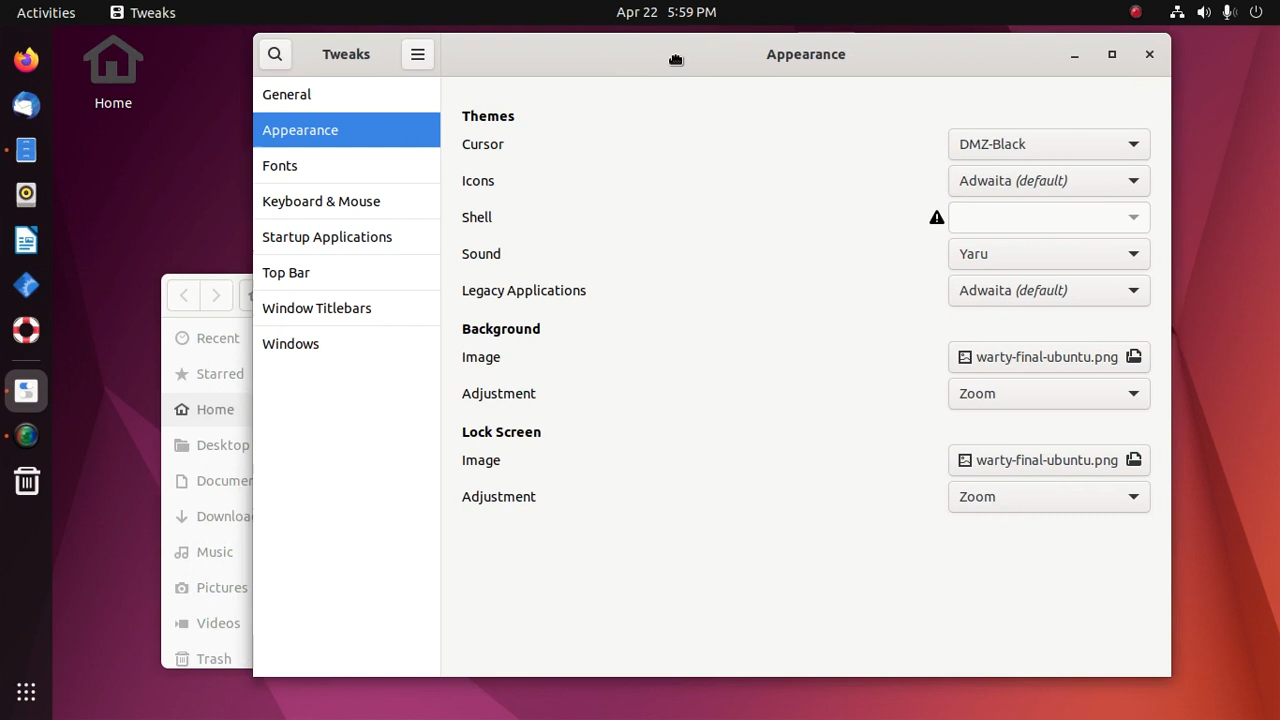 Activities
Tweaks
Apr 22 5:59 PM
Home
Tweaks
Appearance
General
Appearance
Fonts
Keyboard & Mouse
Startup Applications
Top Bar
Window Titlebars
Windows
Themes
Cursor
DMZ-Black
Icons
Adwaita (default)
Shell
Sound
Yaru
Legacy Applications
Adwaita (default)
Background
Image
warty-final-ubuntu.png
Adjustment
Zoom
Lock Screen
Image
warty-final-ubuntu.png
Adjustment
Zoom
Recent
Starred
Home
Desktop
Music
Pictures
Videos
Trash